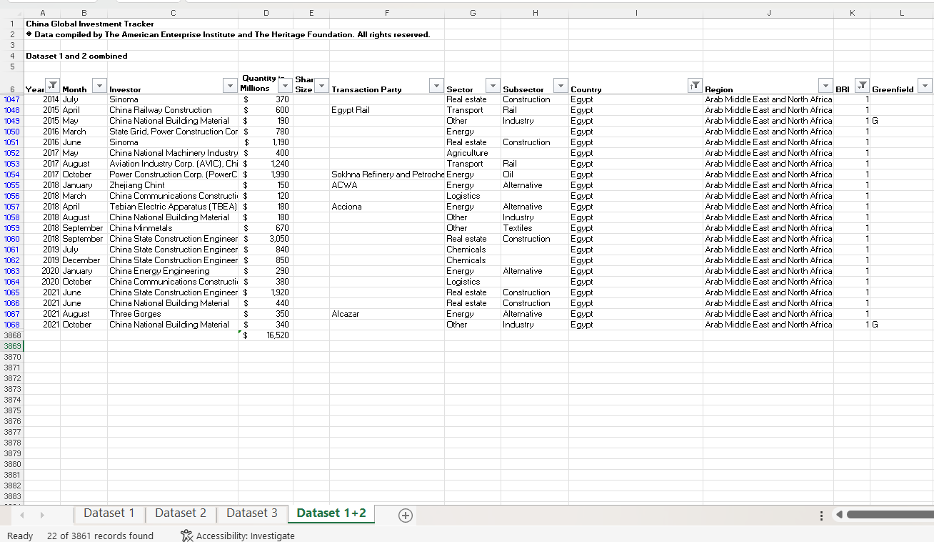 A B C D E F G H I J K L
1 China Global Investment Tracker
2 Data compiled by The American Enterprise Institute and The Heritage Foundation. All rights reserved.
3
4 Dataset 1 and 2 combined
5
6 Year Month Investor Quantity in Millions Share Size Transaction Party Sector Subsector Country Region BRI Greenfield
1047 2014 July Sinoma $ 370 Real estate Construction Egypt Arab Middle East and North Africa 1
1048 2015 April China Railway Construction $ 600 Egypt Rail Transport Rail Egypt Arab Middle East and North Africa 1
1049 2015 May China National Building Material $ 190 Other Industry Egypt Arab Middle East and North Africa 1 G
1050 2016 March State Grid, Power Construction Cor $ 780 Energy Egypt Arab Middle East and North Africa 1
1051 2016 June Sinoma $ 1,190 Real estate Construction Egypt Arab Middle East and North Africa 1
1052 2017 May China National Machinery Industry $ 400 Agriculture Egypt Arab Middle East and North Africa 1
1053 2017 August Aviation Industry Corp. (AVIC), Chi $ 1,240 Transport Rail Egypt Arab Middle East and North Africa 1
1054 2017 October Power Construction Corp. (PowerC $ 1,990 Sokhna Refinery and Petroche Energy Oil Egypt Arab Middle East and North Africa 1
1055 2018 January Zhejiang Chint $ 150 ACWA Energy Alternative Egypt Arab Middle East and North Africa 1
1056 2018 March China Communications Constructi $ 120 Logistics Egypt Arab Middle East and North Africa 1
1057 2018 April Tebian Electric Apparatus (TBEA) $ 180 Acciona Energy Alternative Egypt Arab Middle East and North Africa 1
1058 2018 August China National Building Material $ 180 Other Industry Egypt Arab Middle East and North Africa 1
1059 2018 September China Minmetals $ 670 Other Textiles Egypt Arab Middle East and North Africa 1
1060 2018 September China State Construction Engineer $ 3,050 Real estate Construction Egypt Arab Middle East and North Africa 1
1061 2019 July China State Construction Engineer $ 840 Chemicals Egypt Arab Middle East and North Africa 1
1062 2019 December China State Construction Engineer $ 850 Chemicals Egypt Arab Middle East and North Africa 1
1063 2020 January China Energy Engineering $ 290 Energy Alternative Egypt Arab Middle East and North Africa 1
1064 2020 October China Communications Constructi $ 380 Logistics Egypt Arab Middle East and North Africa 1
1065 2021 June China State Construction Engineer $ 1,920 Real estate Construction Egypt Arab Middle East and North Africa 1
1066 2021 June China National Building Material $ 440 Real estate Construction Egypt Arab Middle East and North Africa 1
1067 2021 August Three Gorges $ 350 Alcazar Energy Alternative Egypt Arab Middle East and North Africa 1
1068 2021 October China National Building Material $ 340 Other Industry Egypt Arab Middle East and North Africa 1 G
3868 $ 16,520
3869
3870
3871
3872
3873
3874
3875
3876
3877
3878
3879
3880
3881
3882
3883
Dataset 1 Dataset 2 Dataset 3 Dataset 1+2
Ready 22 of 3861 records found Accessibility: Investigate